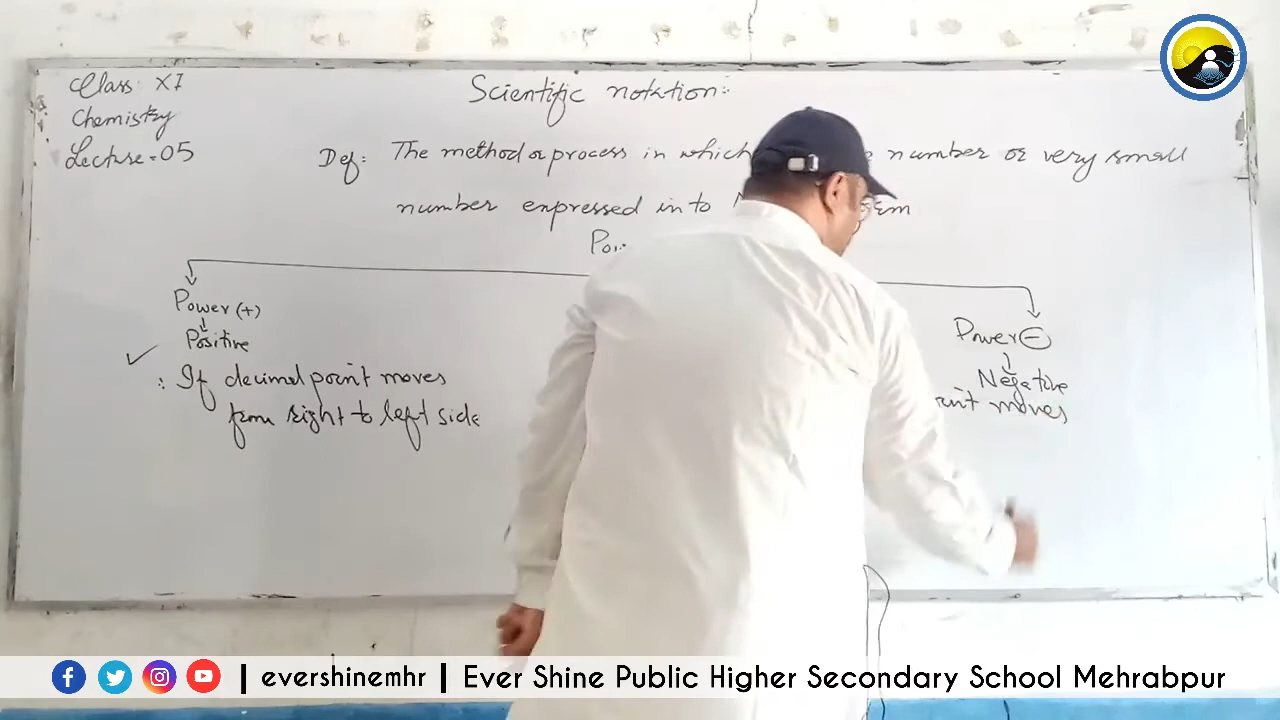 Class: XI
Chemistry
Lecture = 05
Scientific notation:
Def: The method or process in which number or very small
number expressed in to
Power (+)
Positive
∴ If decimal point moves
from right to left side
Power (-)
Negative
moves
| evershinemhr | Ever Shine Public Higher Secondary School Mehrabpur